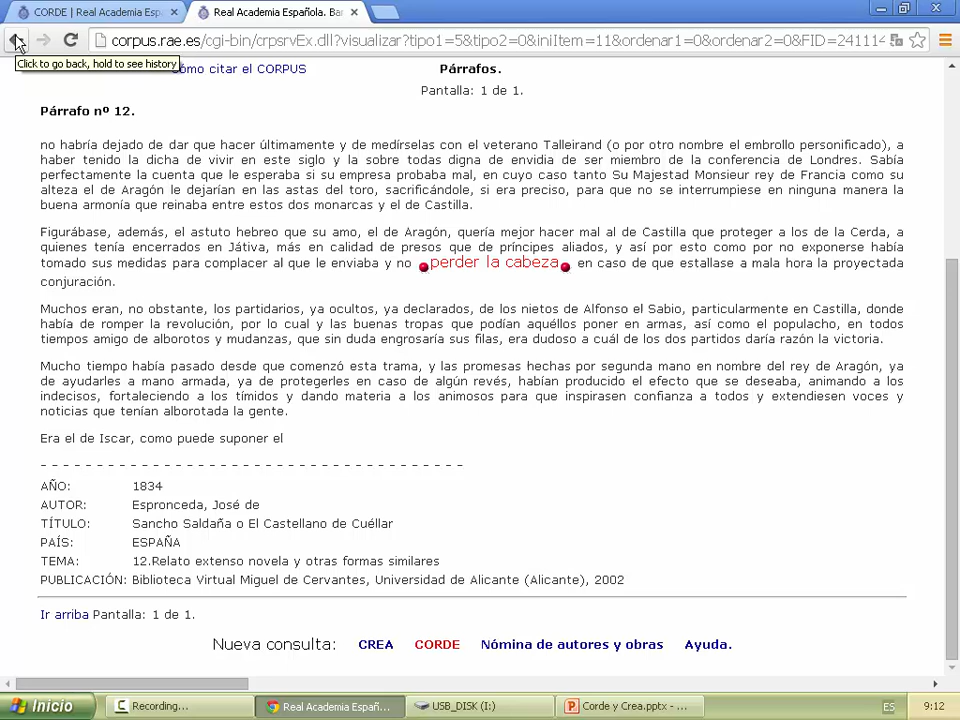 CORDE | Real Academia Esp
Real Academia Española. Ba
corpus.rae.es/cgi-bin/crpsrvEx.dll?visualizar?tipo1=5&tipo2=0&iniItem=11&ordenar1=0&ordenar2=0&FID=241114
Click to go back, hold to see history
Cómo citar el CORPUS
Párrafos.
Pantalla: 1 de 1.
Párrafo nº 12.
no habría dejado de dar que hacer últimamente y de medírselas con el veterano Talleirand (o por otro nombre el embrollo personificado), a
haber tenido la dicha de vivir en este siglo y la sobre todas digna de envidia de ser miembro de la conferencia de Londres. Sabía
perfectamente la cuenta que le esperaba si su empresa probaba mal, en cuyo caso tanto Su Majestad Monsieur rey de Francia como su
alteza el de Aragón le dejarían en las astas del toro, sacrificándole, si era preciso, para que no se interrumpiese en ninguna manera la
buena armonía que reinaba entre estos dos monarcas y el de Castilla.
Figurábase, además, el astuto hebreo que su amo, el de Aragón, quería mejor hacer mal al de Castilla que proteger a los de la Cerda, a
quienes tenía encerrados en Játiva, más en calidad de presos que de príncipes aliados, y así por esto como por no exponerse había
tomado sus medidas para complacer al que le enviaba y no perder la cabeza en caso de que estallase a mala hora la proyectada
conjuración.
Muchos eran, no obstante, los partidarios, ya ocultos, ya declarados, de los nietos de Alfonso el Sabio, particularmente en Castilla, donde
había de romper la revolución, por lo cual y las buenas tropas que podían aquéllos poner en armas, así como el populacho, en todos
tiempos amigo de alborotos y mudanzas, que sin duda engrosaría sus filas, era dudoso a cuál de los dos partidos daría razón la victoria.
Mucho tiempo había pasado desde que comenzó esta trama, y las promesas hechas por segunda mano en nombre del rey de Aragón, ya
de ayudarles a mano armada, ya de protegerles en caso de algún revés, habían producido el efecto que se deseaba, animando a los
indecisos, fortaleciendo a los tímidos y dando materia a los animosos para que inspirasen confianza a todos y extendiesen voces y
noticias que tenían alborotada la gente.
Era el de Iscar, como puede suponer el
- - - - - - - - - - - - - - - - - - - - - - - - - - - - - - - - - - - - -
AÑO: 1834
AUTOR: Espronceda, José de
TÍTULO: Sancho Saldaña o El Castellano de Cuéllar
PAÍS: ESPAÑA
TEMA: 12.Relato extenso novela y otras formas similares
PUBLICACIÓN: Biblioteca Virtual Miguel de Cervantes, Universidad de Alicante (Alicante), 2002
Ir arriba Pantalla: 1 de 1.
Nueva consulta: CREA CORDE Nómina de autores y obras Ayuda.
Inicio
Recording...
Real Academia Españ...
USB_DISK (I:)
Corde y Crea.pptx - ...
ES
9:12